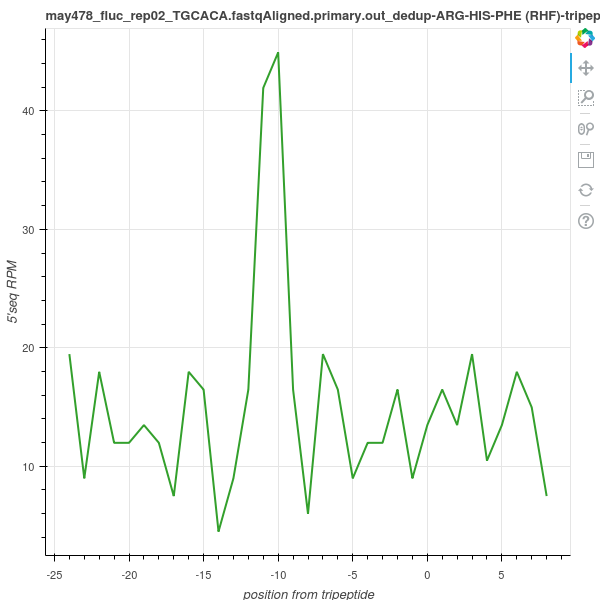 may478_fluc_rep02_TGCACA.fastqAligned.primary.out_dedup-ARG-HIS-PHE (RHF)-tripep
40
30
20
10
5'seq RPM
-25 -20 -15 -10 -5 0 5
position from tripeptide